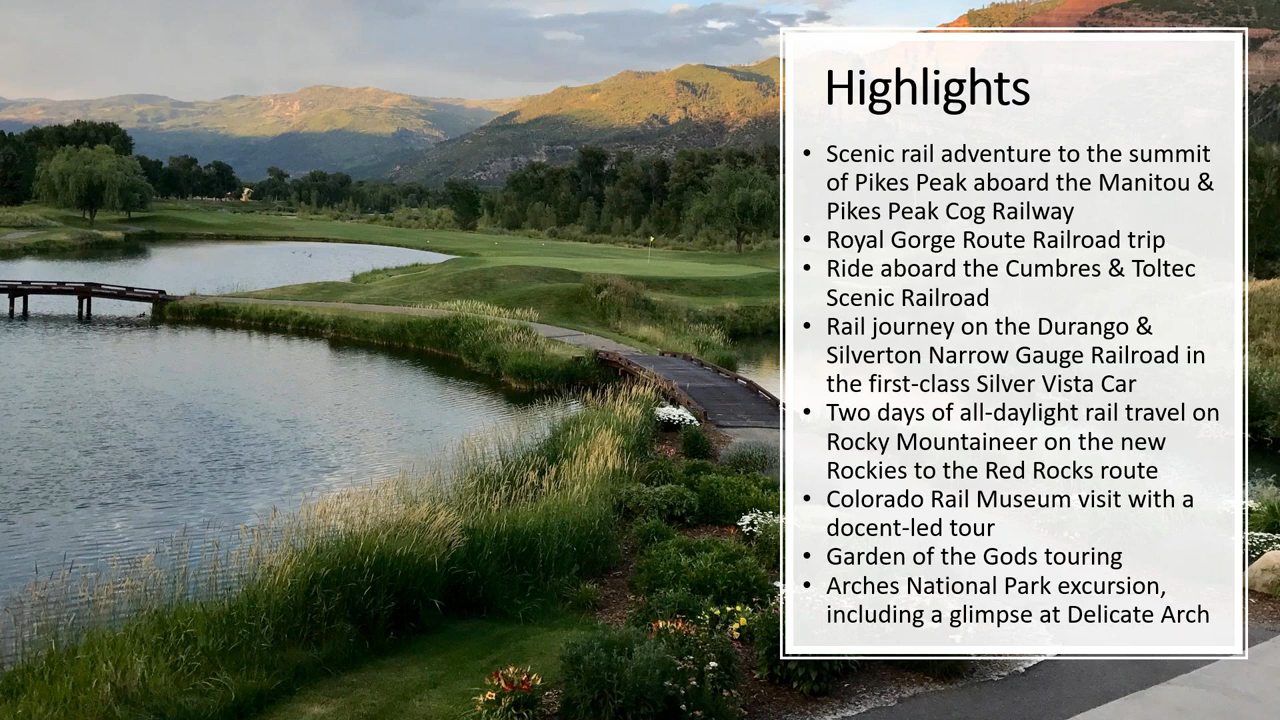 Highlights
• Scenic rail adventure to the summit
of Pikes Peak aboard the Manitou &
Pikes Peak Cog Railway
• Royal Gorge Route Railroad trip
• Ride aboard the Cumbres & Toltec
Scenic Railroad
• Rail journey on the Durango &
Silverton Narrow Gauge Railroad in
the first-class Silver Vista Car
• Two days of all-daylight rail travel on
Rocky Mountaineer on the new
Rockies to the Red Rocks route
• Colorado Rail Museum visit with a
docent-led tour
• Garden of the Gods touring
• Arches National Park excursion,
including a glimpse at Delicate Arch